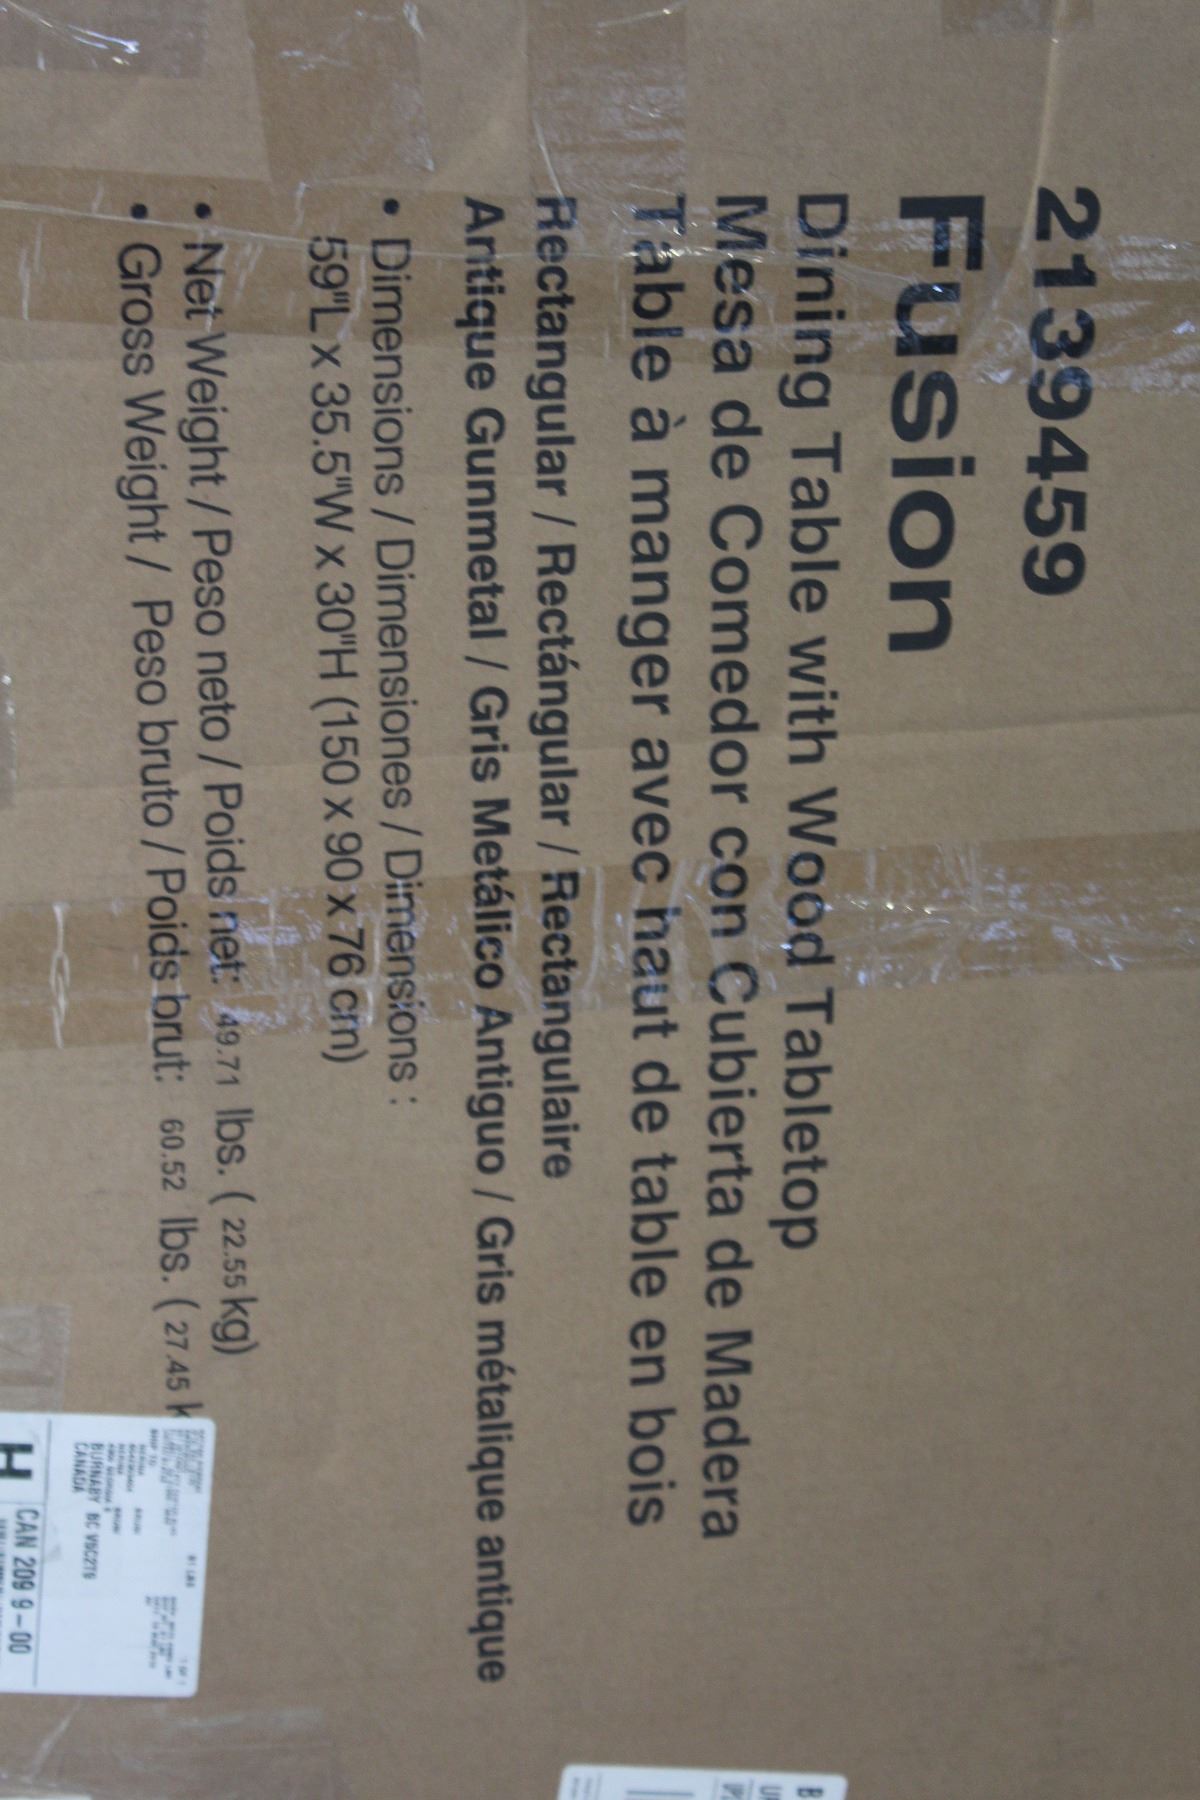 2139459
Fusion
Dining Table with Wood Tabletop
Mesa de Comedor con Cubierta de Madera
Table à manger avec haut de table en bois
Rectangular / Rectángular / Rectangulaire
Antique Gunmetal / Gris Metálico Antiguo / Gris métalique antique
• Dimensions / Dimensiones / Dimensions :
59"L x 35.5"W x 30"H (150 x 90 x 76 cm)
• Net Weight / Peso neto / Poids net: 49.71 lbs. ( 22.55 kg)
• Gross Weight / Peso bruto / Poids brut: 60.52 lbs. ( 27.45 k
SHIP TO:
BURNABY BC V5C2T9
CANADA
H
CAN 209 9-00